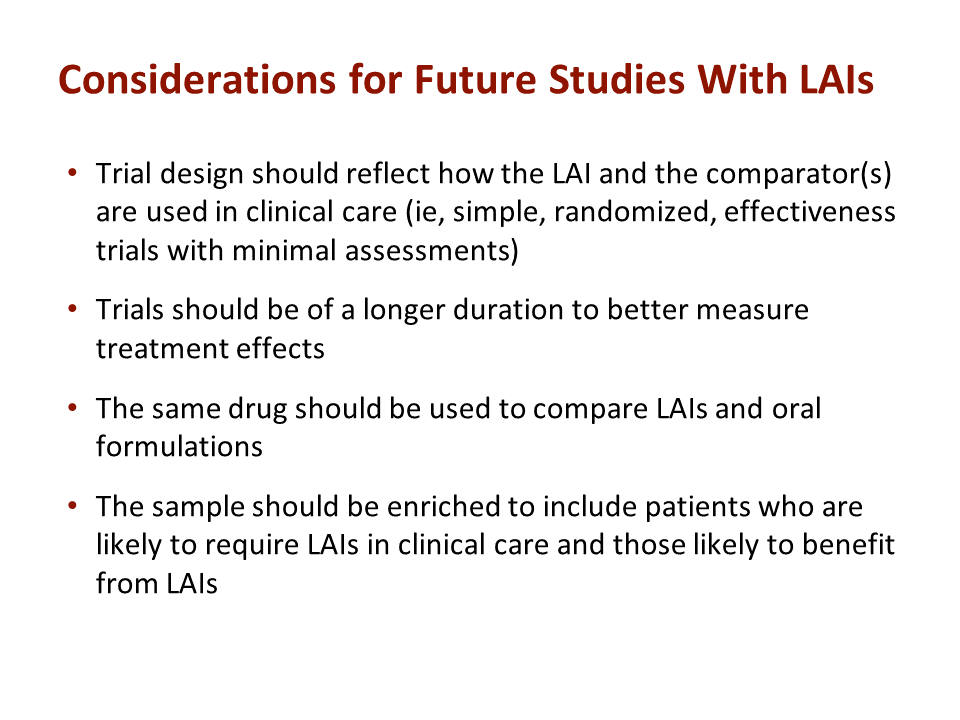 Considerations for Future Studies With LAIs
• Trial design should reflect how the LAI and the comparator(s)
are used in clinical care (ie, simple, randomized, effectiveness
trials with minimal assessments)
• Trials should be of a longer duration to better measure
treatment effects
• The same drug should be used to compare LAIs and oral
formulations
• The sample should be enriched to include patients who are
likely to require LAIs in clinical care and those likely to benefit
from LAIs